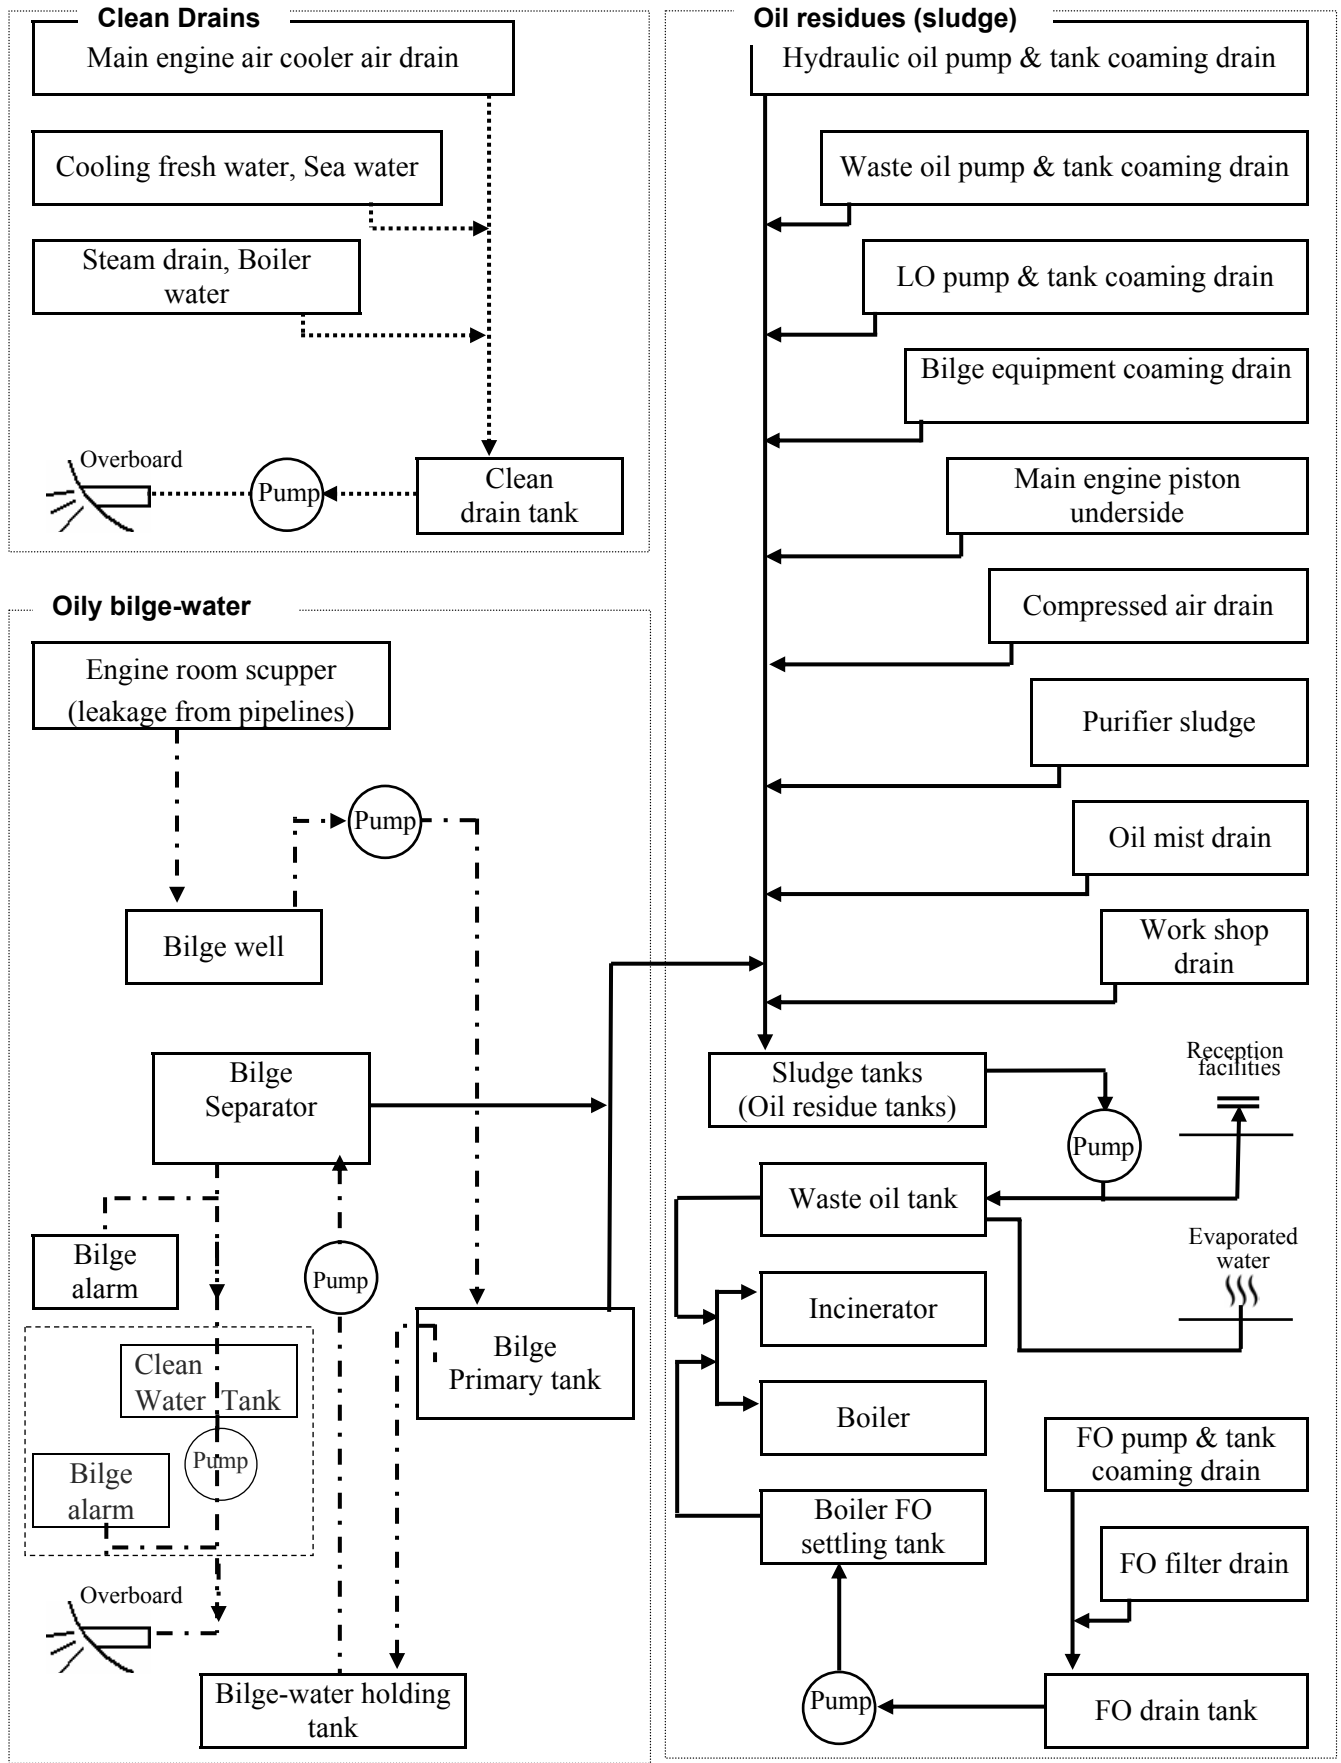 Clean Drains
Main engine air cooler air drain
Cooling fresh water, Sea water
Steam drain, Boiler
water
Overboard
Pump
Clean
drain tank
Oily bilge-water
Engine room scupper
(leakage from pipelines)
Pump
Bilge well
Bilge
Separator
Bilge
alarm
Pump
Clean
Water Tank
Bilge
Primary tank
Pump
Bilge
alarm
Overboard
Bilge-water holding
tank
Oil residues (sludge)
Hydraulic oil pump & tank coaming drain
Waste oil pump & tank coaming drain
LO pump & tank coaming drain
Bilge equipment coaming drain
Main engine piston
underside
Compressed air drain
Purifier sludge
Oil mist drain
Work shop
drain
Reception
facilities
Sludge tanks
(Oil residue tanks)
Pump
Waste oil tank
Evaporated
water
Incinerator
Boiler
FO pump & tank
coaming drain
Boiler FO
settling tank
FO filter drain
Pump
FO drain tank